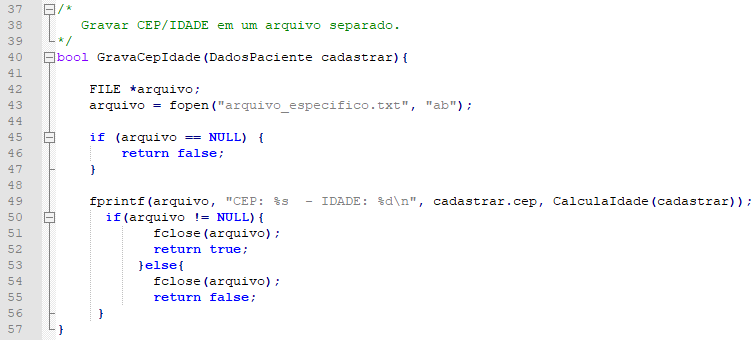 37 /*
38 Gravar CEP/IDADE em um arquivo separado.
39 */
40 bool GravaCepIdade(DadosPaciente cadastrar){
41
42 FILE *arquivo;
43 arquivo = fopen("arquivo_especifico.txt", "ab");
44
45 if (arquivo == NULL) {
46 return false;
47 }
48
49 fprintf(arquivo, "CEP: %s  - IDADE: %d\n", cadastrar.cep, CalculaIdade(cadastrar));
50 if(arquivo != NULL){
51 fclose(arquivo);
52 return true;
53 }else{
54 fclose(arquivo);
55 return false;
56 }
57 }